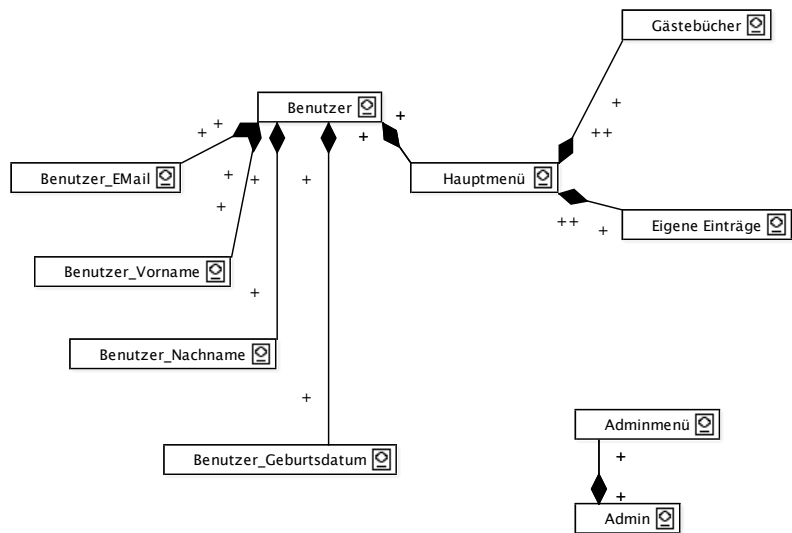 Gästebücher
Benutzer
+
+
+
+
+
+
++
Benutzer_EMail
+
+
+
Hauptmenü
+
Eigene Einträge
++
+
Benutzer_Vorname
+
Benutzer_Nachname
+
Adminmenü
Benutzer_Geburtsdatum
+
+
Admin